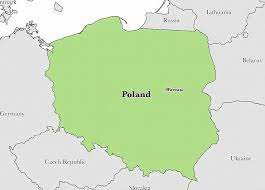 Russia
Lithuania
Belarus
Poland
Warsaw
Germany
Czech Republic
Ukraine
Slovakia